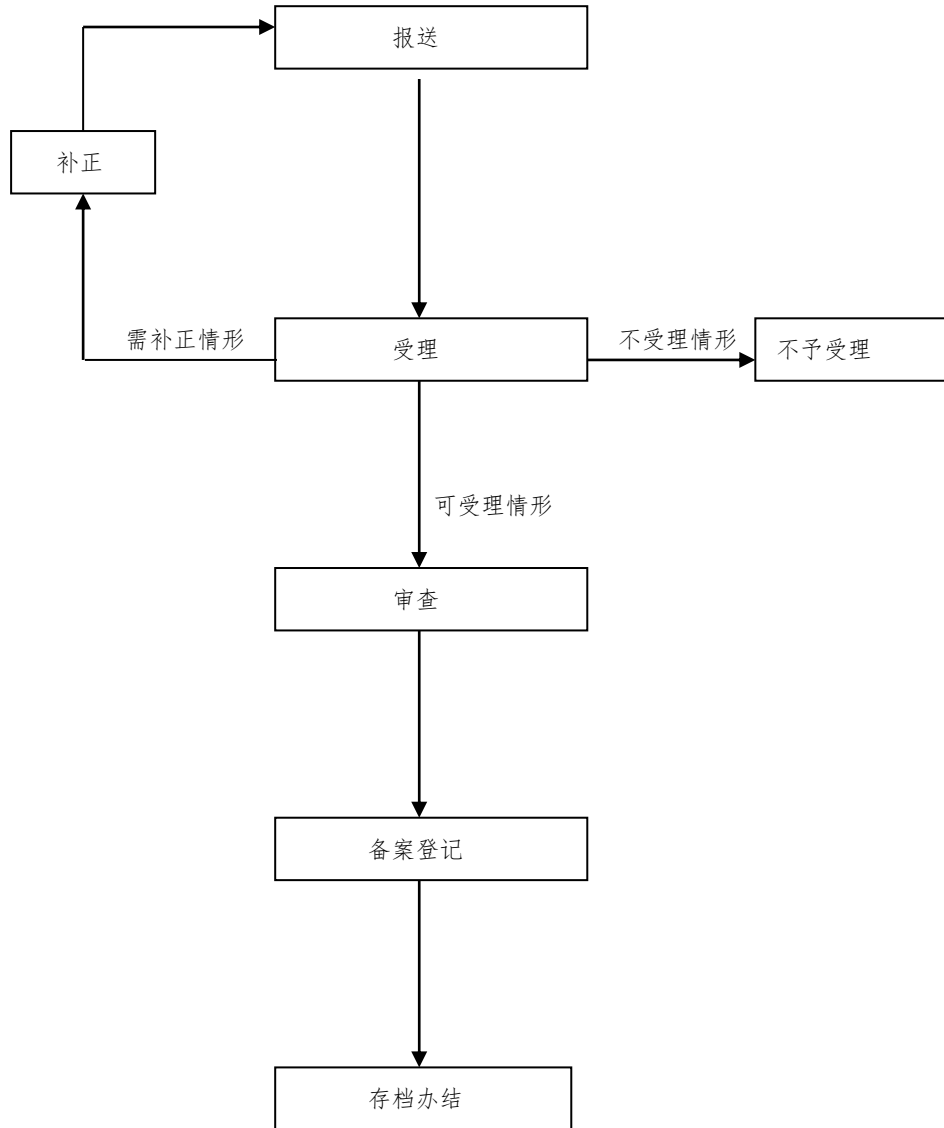 报送
补正
需补正情形
受理
不受理情形
不予受理
可受理情形
审查
备案登记
存档办结